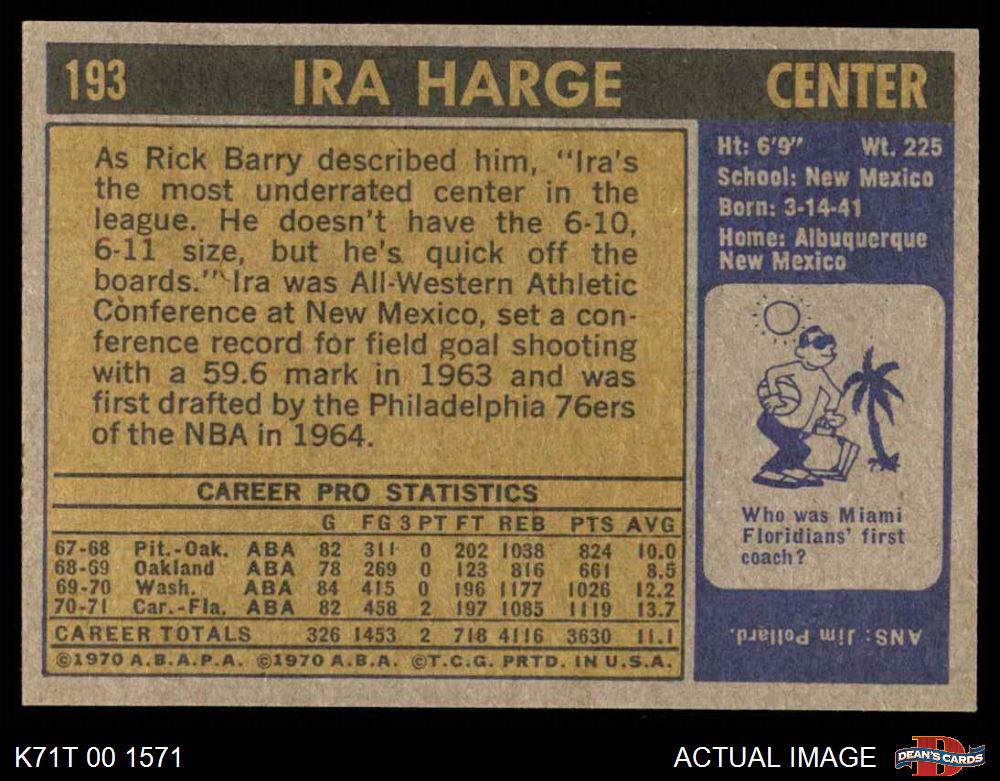 193 IRA HARGE CENTER
As Rick Barry described him, "Ira's
the most underrated center in the
league. He doesn't have the 6-10,
6-11 size, but he's quick off the
boards." Ira was All-Western Athletic
Conference at New Mexico, set a con-
ference record for field goal shooting
with a 59.6 mark in 1963 and was
first drafted by the Philadelphia 76ers
of the NBA in 1964.
CAREER PRO STATISTICS
G FG 3 PT FT REB PTS AVG
67-68 Pit.-Oak. ABA 82 311 0 202 1038 824 10.0
68-69 Oakland ABA 78 269 0 123 816 661 8.5
69-70 Wash. ABA 84 415 0 196 1177 1026 12.2
70-71 Car.-Fla. ABA 82 458 2 197 1085 1119 13.7
CAREER TOTALS 326 1453 2 718 4116 3630 11.1
©1970 A.B.A.P.A. ©1970 A.B.A. ©T.C.G. PRTD. IN U.S.A.
Ht: 6'9" Wt. 225
School: New Mexico
Born: 3-14-41
Home: Albuquerque
New Mexico
Who was Miami
Floridians' first
coach?
ANS: Jim Pollard.
K71T 00 1571 ACTUAL IMAGE DEAN'S CARDS